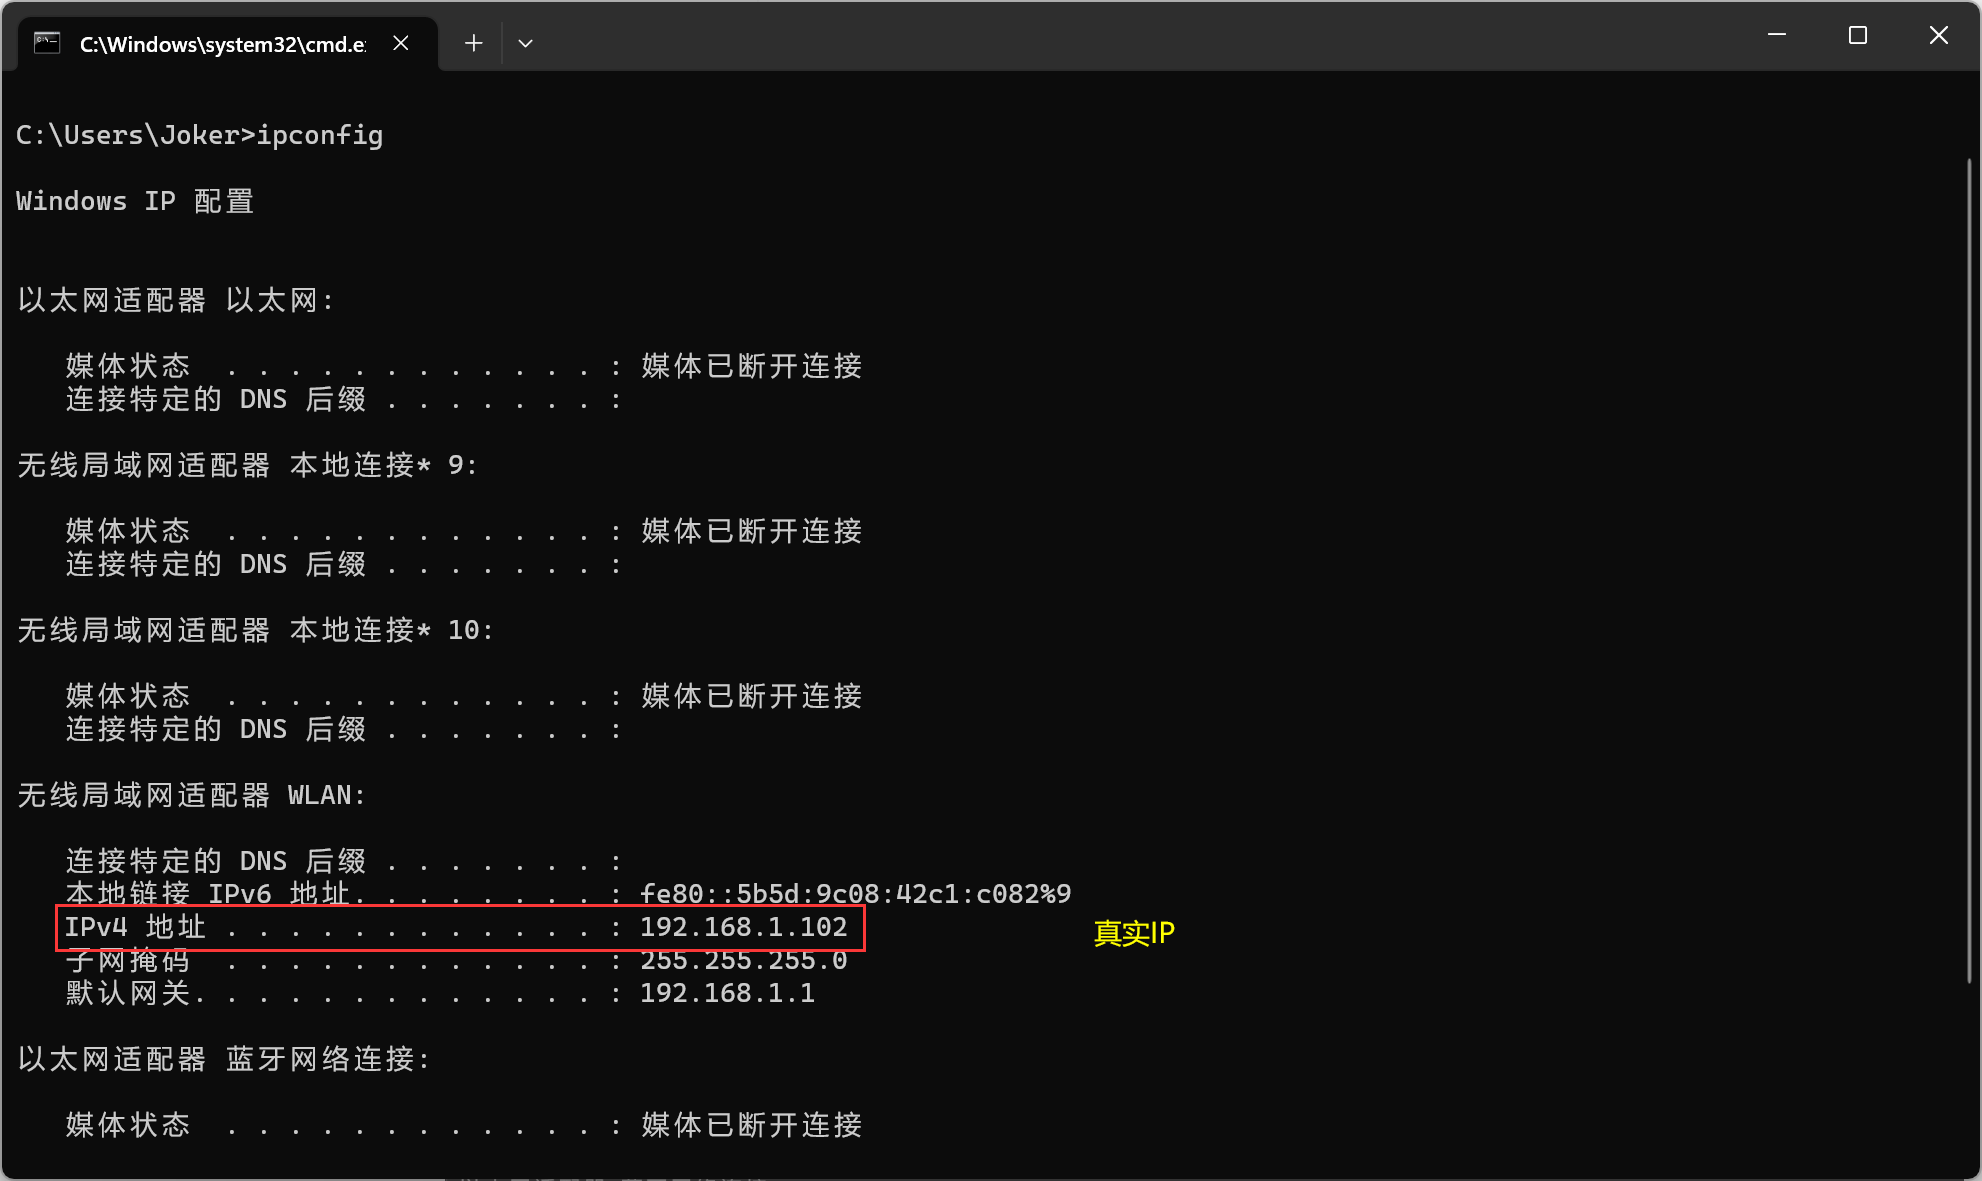 C:\Windows\system32\cmd.e
C:\Users\Joker>ipconfig
Windows IP 配置
以太网适配器 以太网:
媒体状态  . . . . . . . . . . . . : 媒体已断开连接
连接特定的 DNS 后缀 . . . . . . . :
无线局域网适配器 本地连接* 9:
媒体状态  . . . . . . . . . . . . : 媒体已断开连接
连接特定的 DNS 后缀 . . . . . . . :
无线局域网适配器 本地连接* 10:
媒体状态  . . . . . . . . . . . . : 媒体已断开连接
连接特定的 DNS 后缀 . . . . . . . :
无线局域网适配器 WLAN:
连接特定的 DNS 后缀 . . . . . . . :
本地链接 IPv6 地址. . . . . . . . : fe80::5b5d:9c08:42c1:c082%9
IPv4 地址 . . . . . . . . . . . . : 192.168.1.102 真实IP
子网掩码  . . . . . . . . . . . . : 255.255.255.0
默认网关. . . . . . . . . . . . . : 192.168.1.1
以太网适配器 蓝牙网络连接:
媒体状态  . . . . . . . . . . . . : 媒体已断开连接